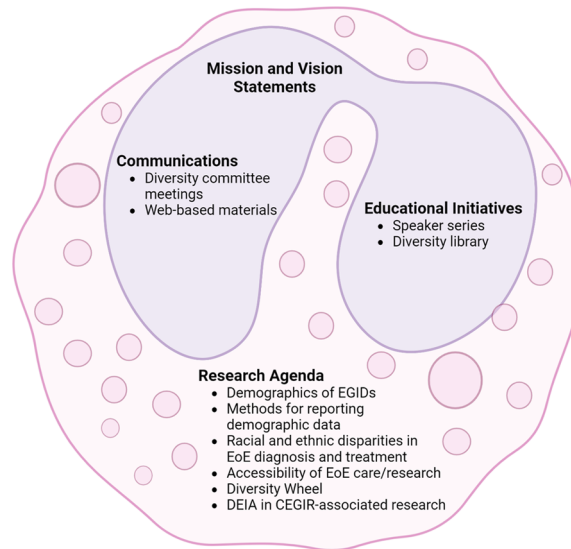 Mission and Vision
Statements
Communications
• Diversity committee
meetings
• Web-based materials
Educational Initiatives
• Speaker series
• Diversity library
Research Agenda
• Demographics of EGIDs
• Methods for reporting
demographic data
• Racial and ethnic disparities in
EoE diagnosis and treatment
• Accessibility of EoE care/research
• Diversity Wheel
• DEIA in CEGIR-associated research